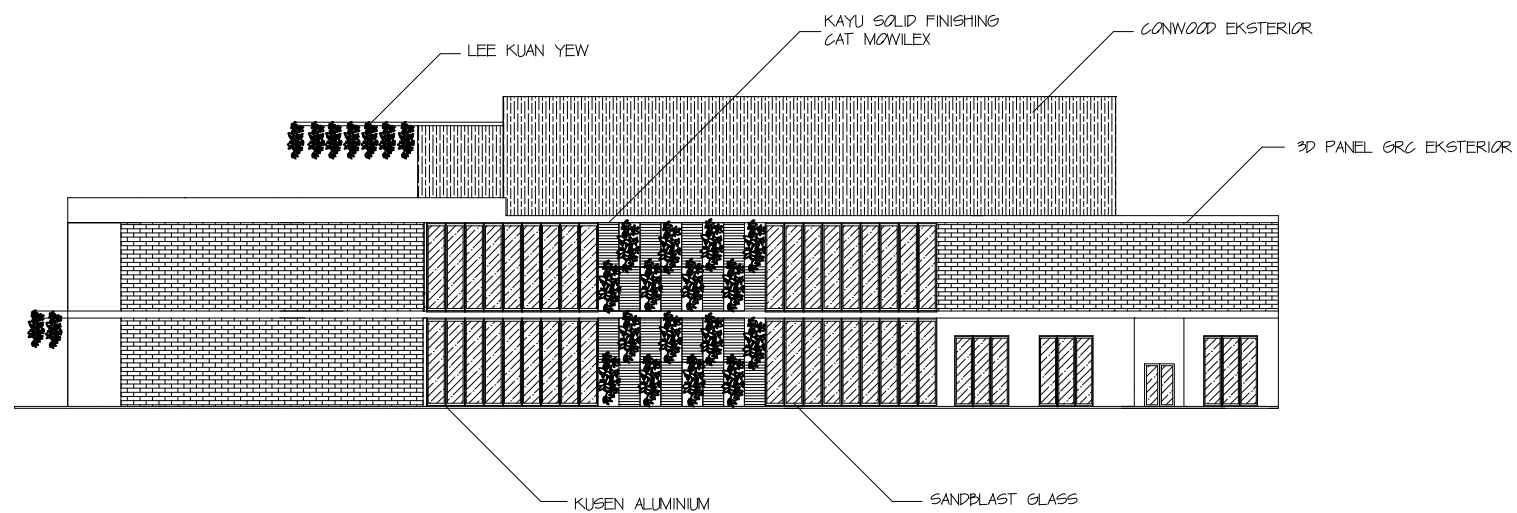 KAYU SOLID FINISHING
CAT MOWILEX
CONWOOD EKSTERIOR
LEE KUAN YEW
3D PANEL GRC EKSTERIOR
KUSEN ALUMINIUM
SANDBLAST GLASS